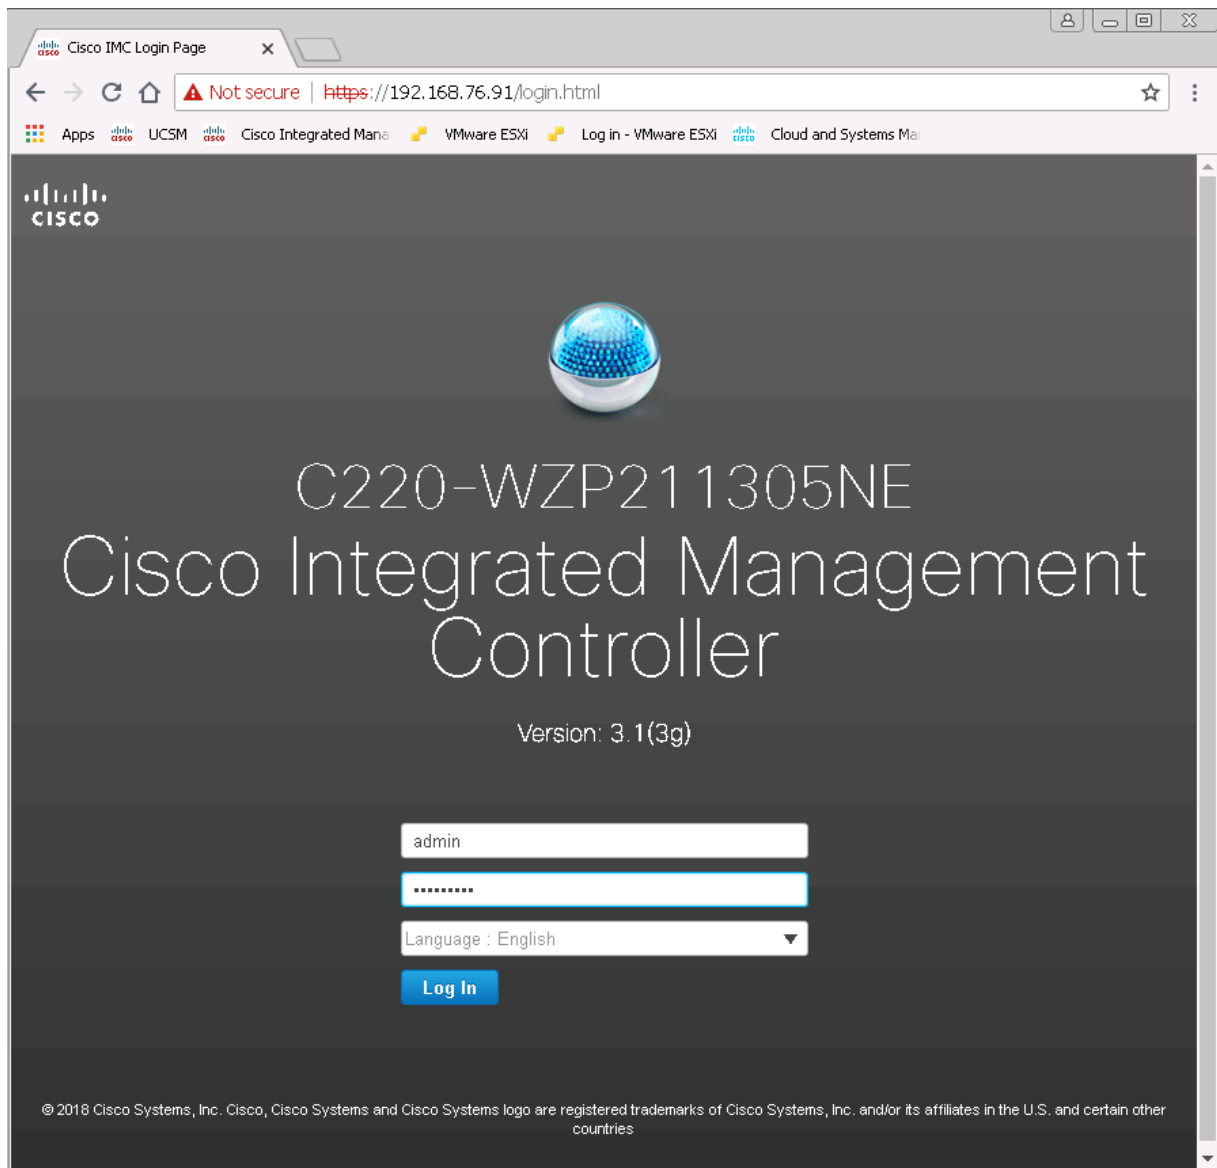 Cisco IMC Login Page
Not secure | https://192.168.76.91/login.html
Apps UCSM Cisco Integrated Mana VMware ESXi Log in - VMware ESXi Cloud and Systems Ma
CISCO
C220-WZP211305NE
Cisco Integrated Management
Controller
Version: 3.1(3g)
admin
•••••••••
Language : English
Log In
© 2018 Cisco Systems, Inc. Cisco, Cisco Systems and Cisco Systems logo are registered trademarks of Cisco Systems, Inc. and/or its affiliates in the U.S. and certain other
countries